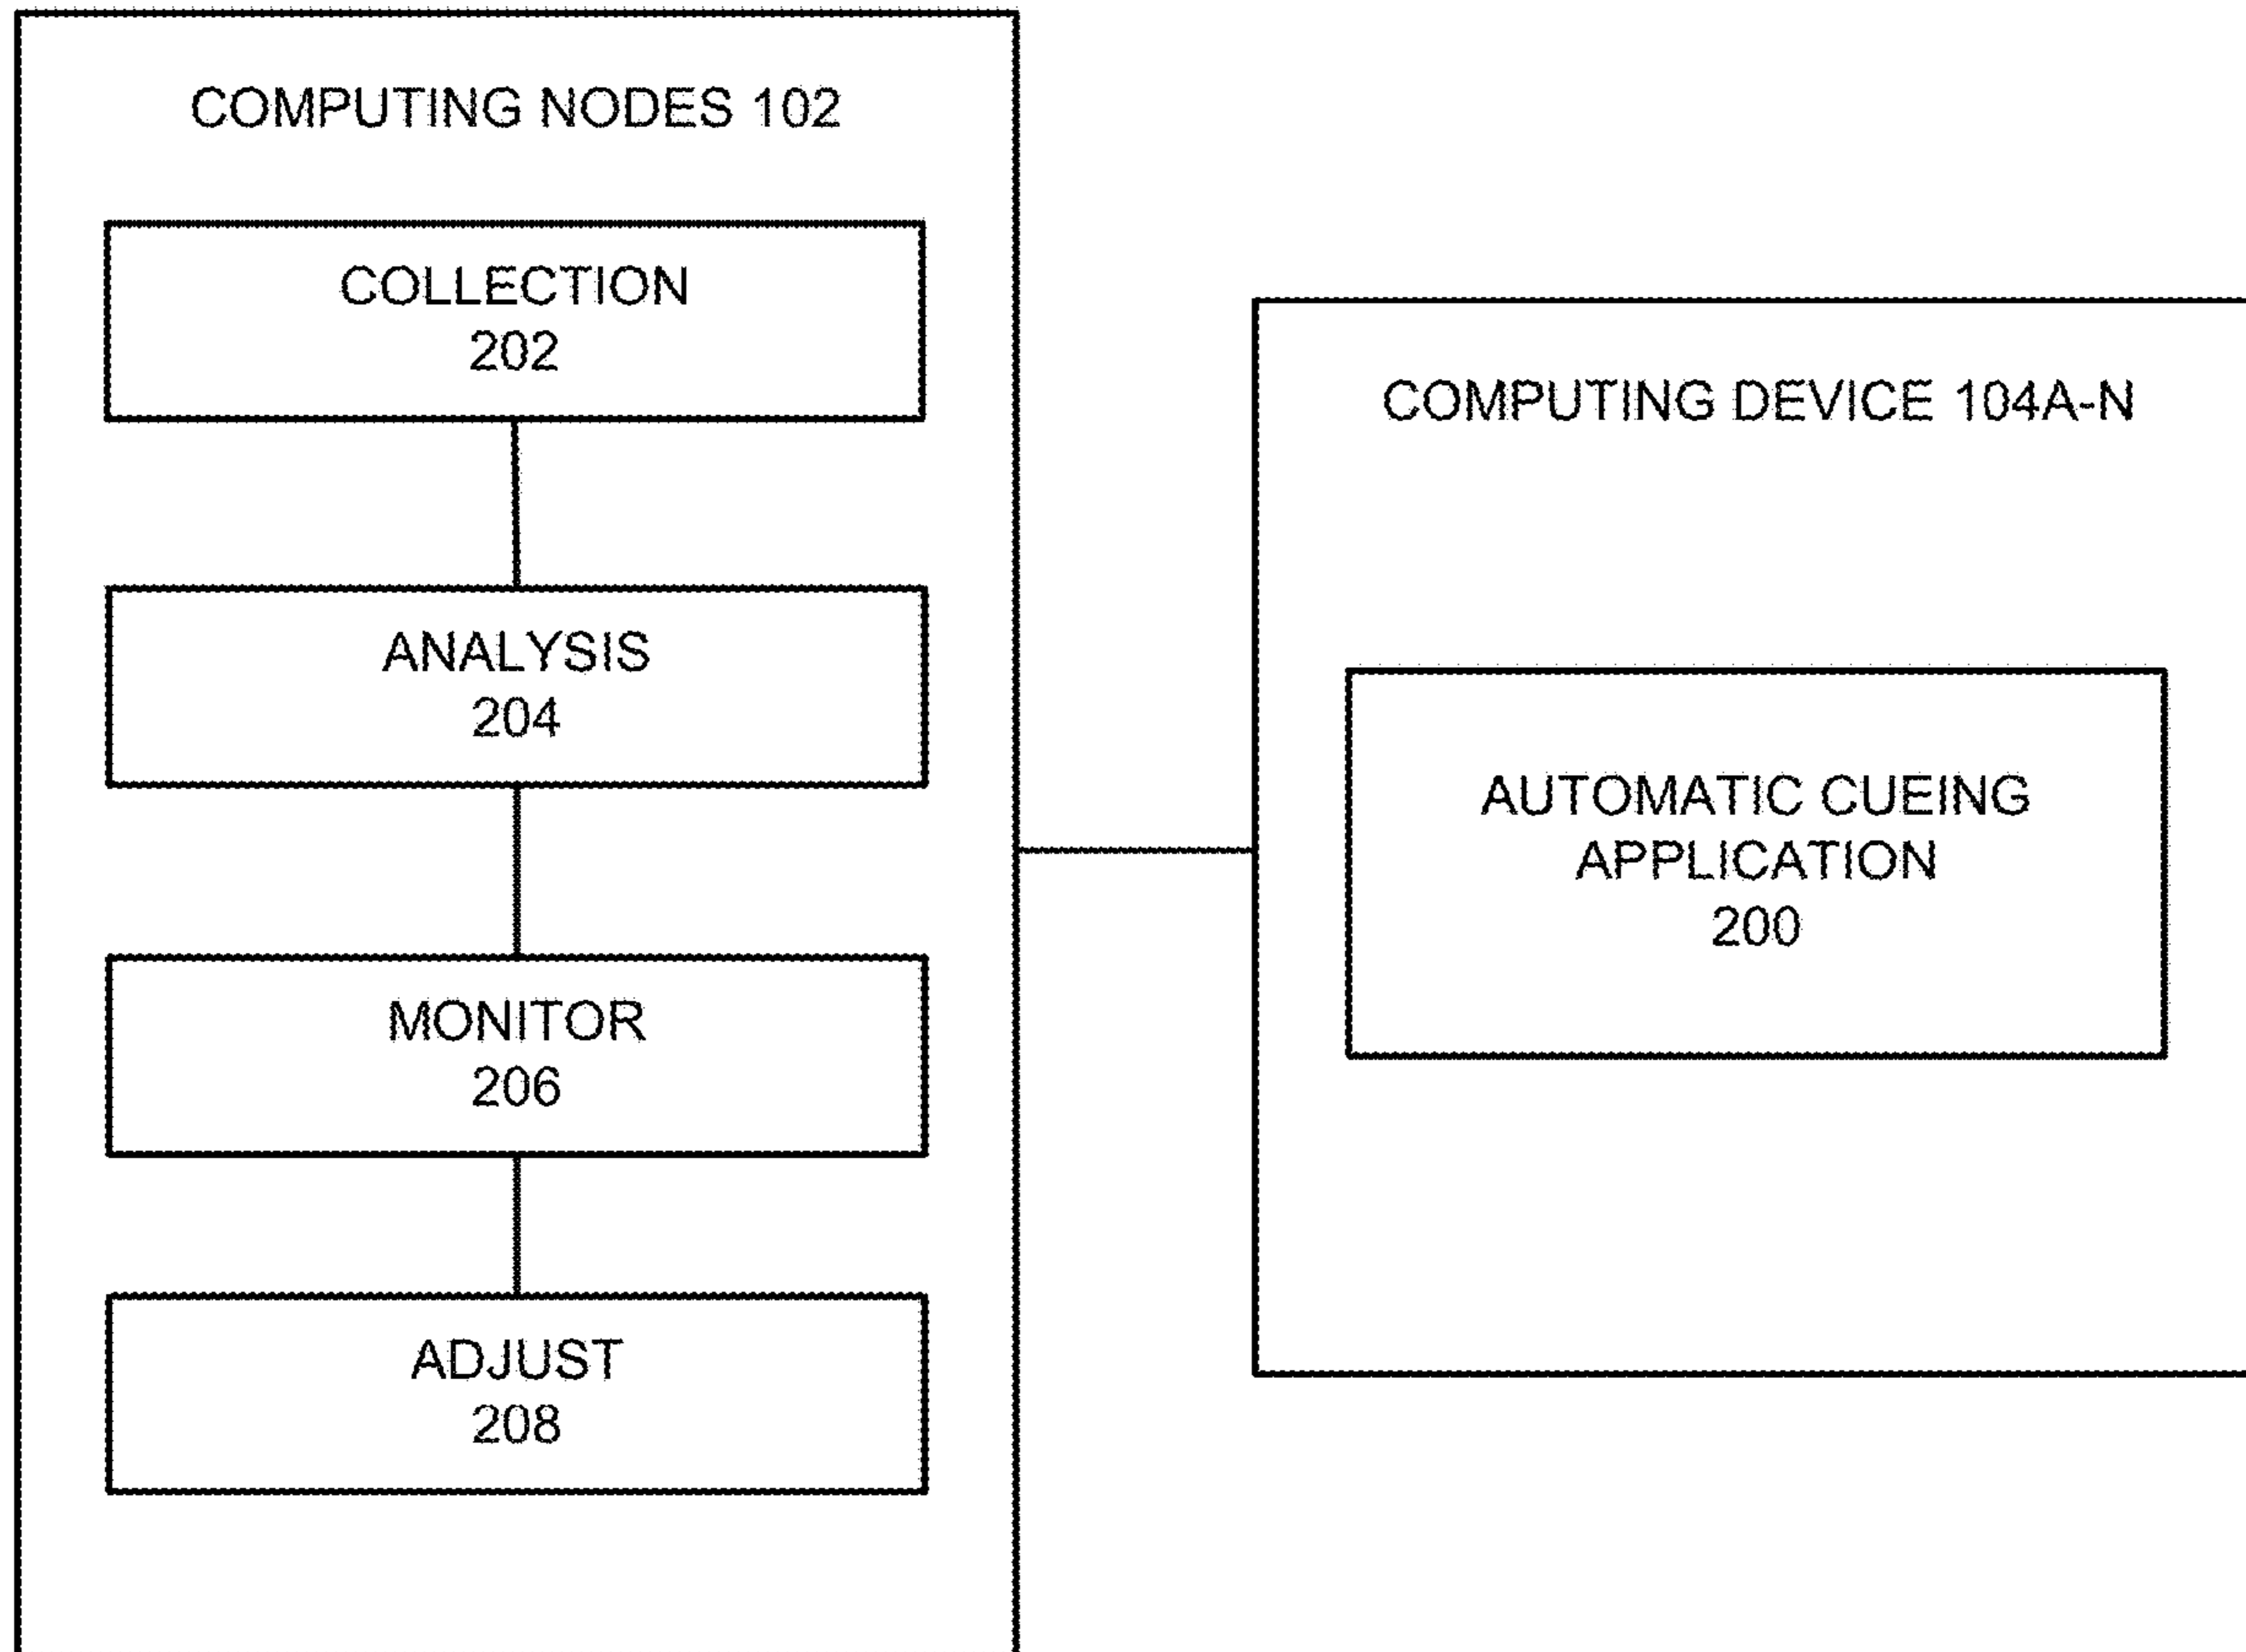 COMPUTING NODES 102
COLLECTION
202
ANALYSIS
204
MONITOR
206
ADJUST
208
COMPUTING DEVICE 104A-N
AUTOMATIC CUEING
APPLICATION
200